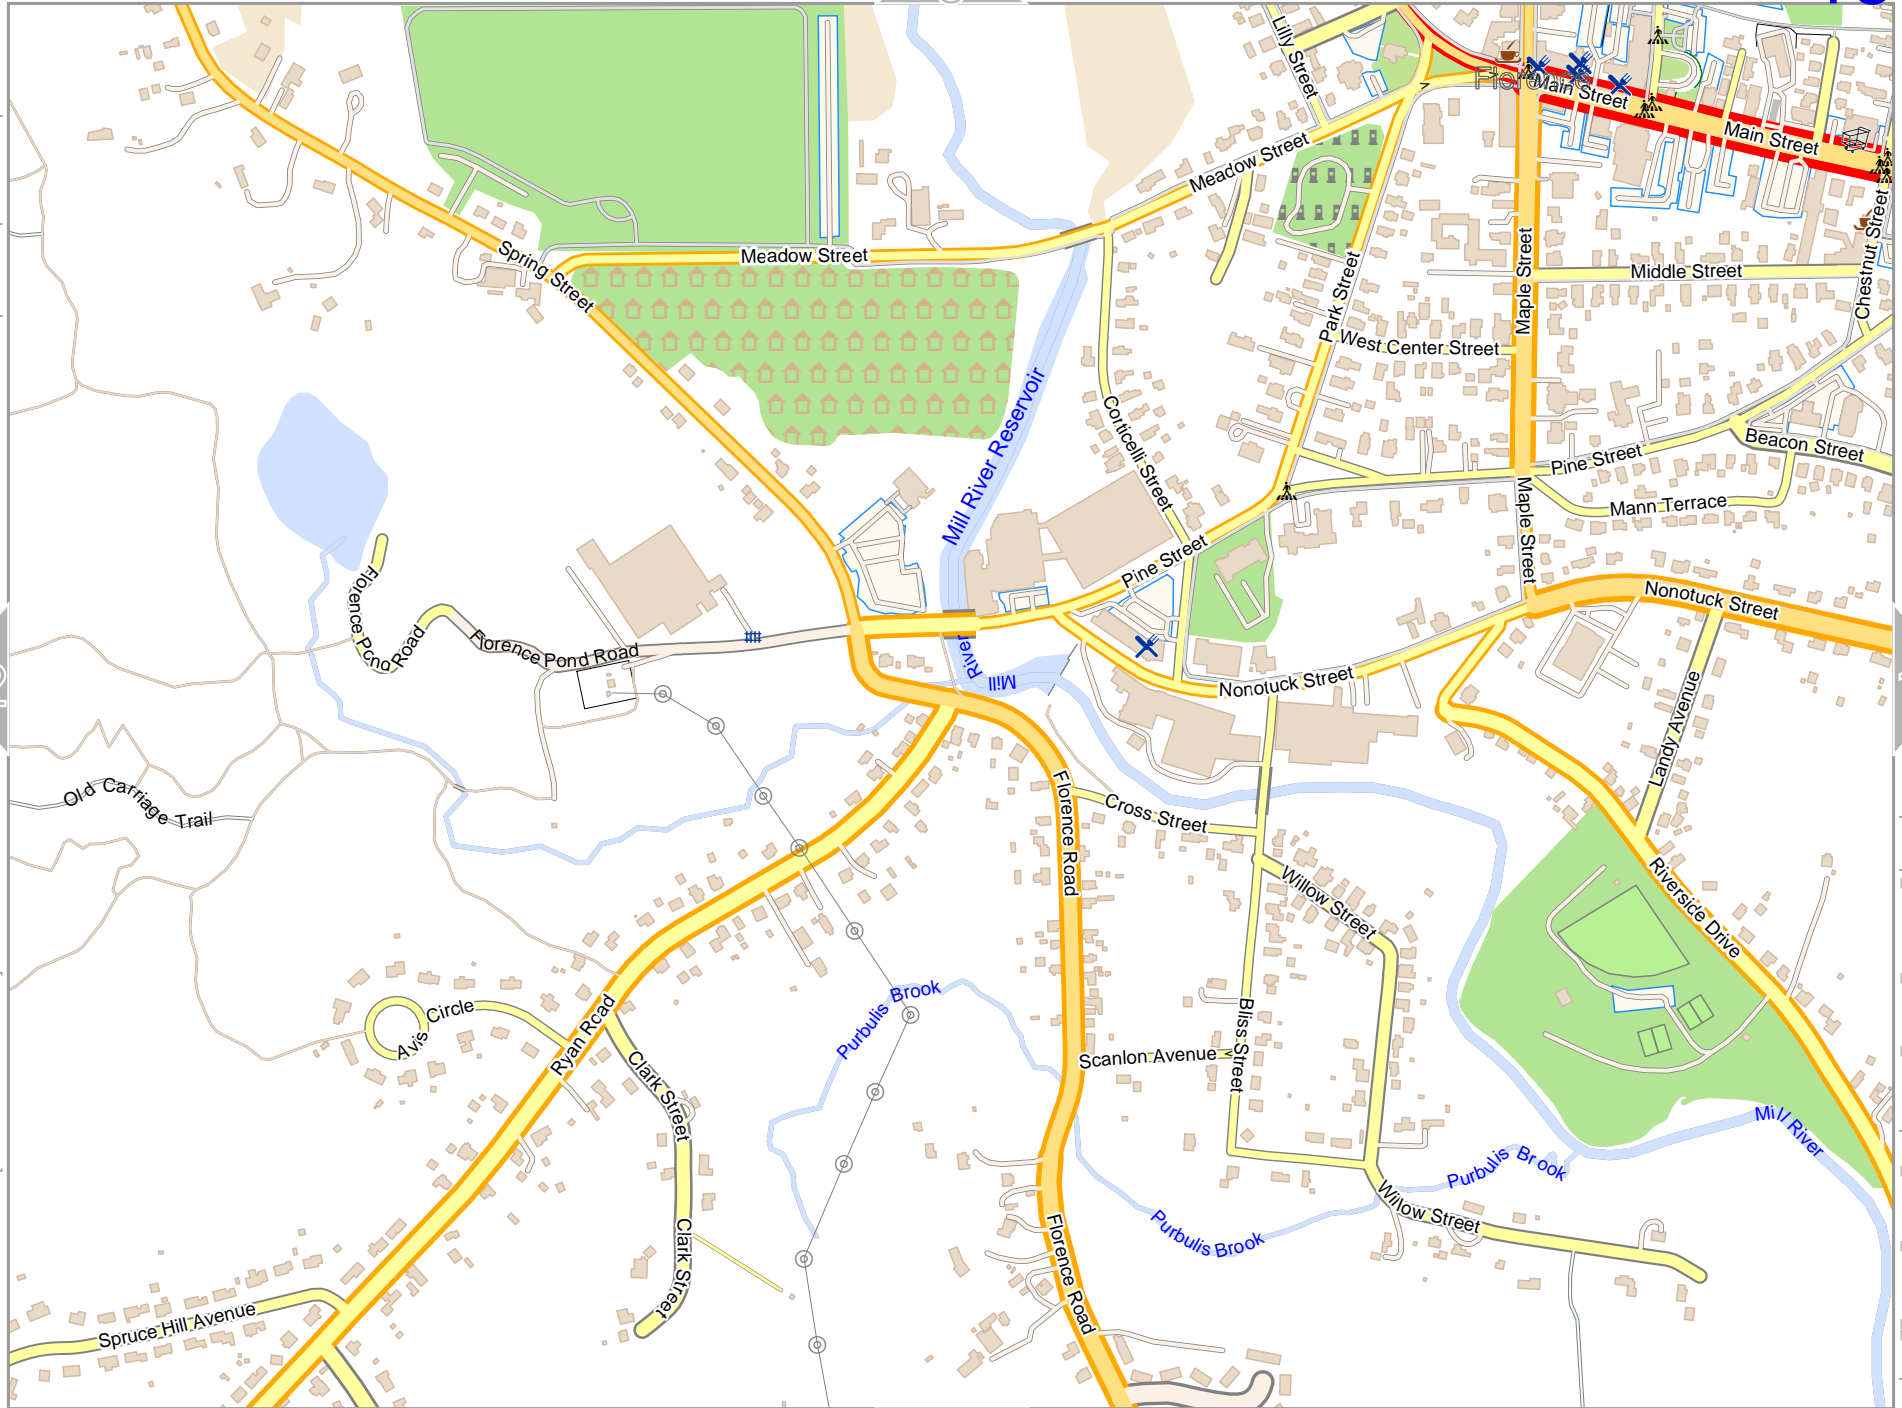 Lilly Street
Main Street
Main Street
Meadow Street
Chestnut Street
Spring Street
Meadow Street
Park Street
Maple Street
Middle Street
West Center Street
Mill River Reservoir
Corticelli Street
Pine Street
Beacon Street
Mann Terrace
Maple Street
Pine Street
Nonotuck Street
Florence Pond Road
Florence Pond Road
River
Mill
Nonotuck Street
Landy Avenue
Old Carriage Trail
Florence Road
Cross Street
Willow Street
Riverside Drive
Purbulis Brook
Avis Circle
Ryan Road
Clark Street
Scanlon Avenue
Bliss Street
Mill River
Purbulis Brook
Willow Street
Purbulis Brook
Clark Street
Florence Road
Spruce Hill Avenue